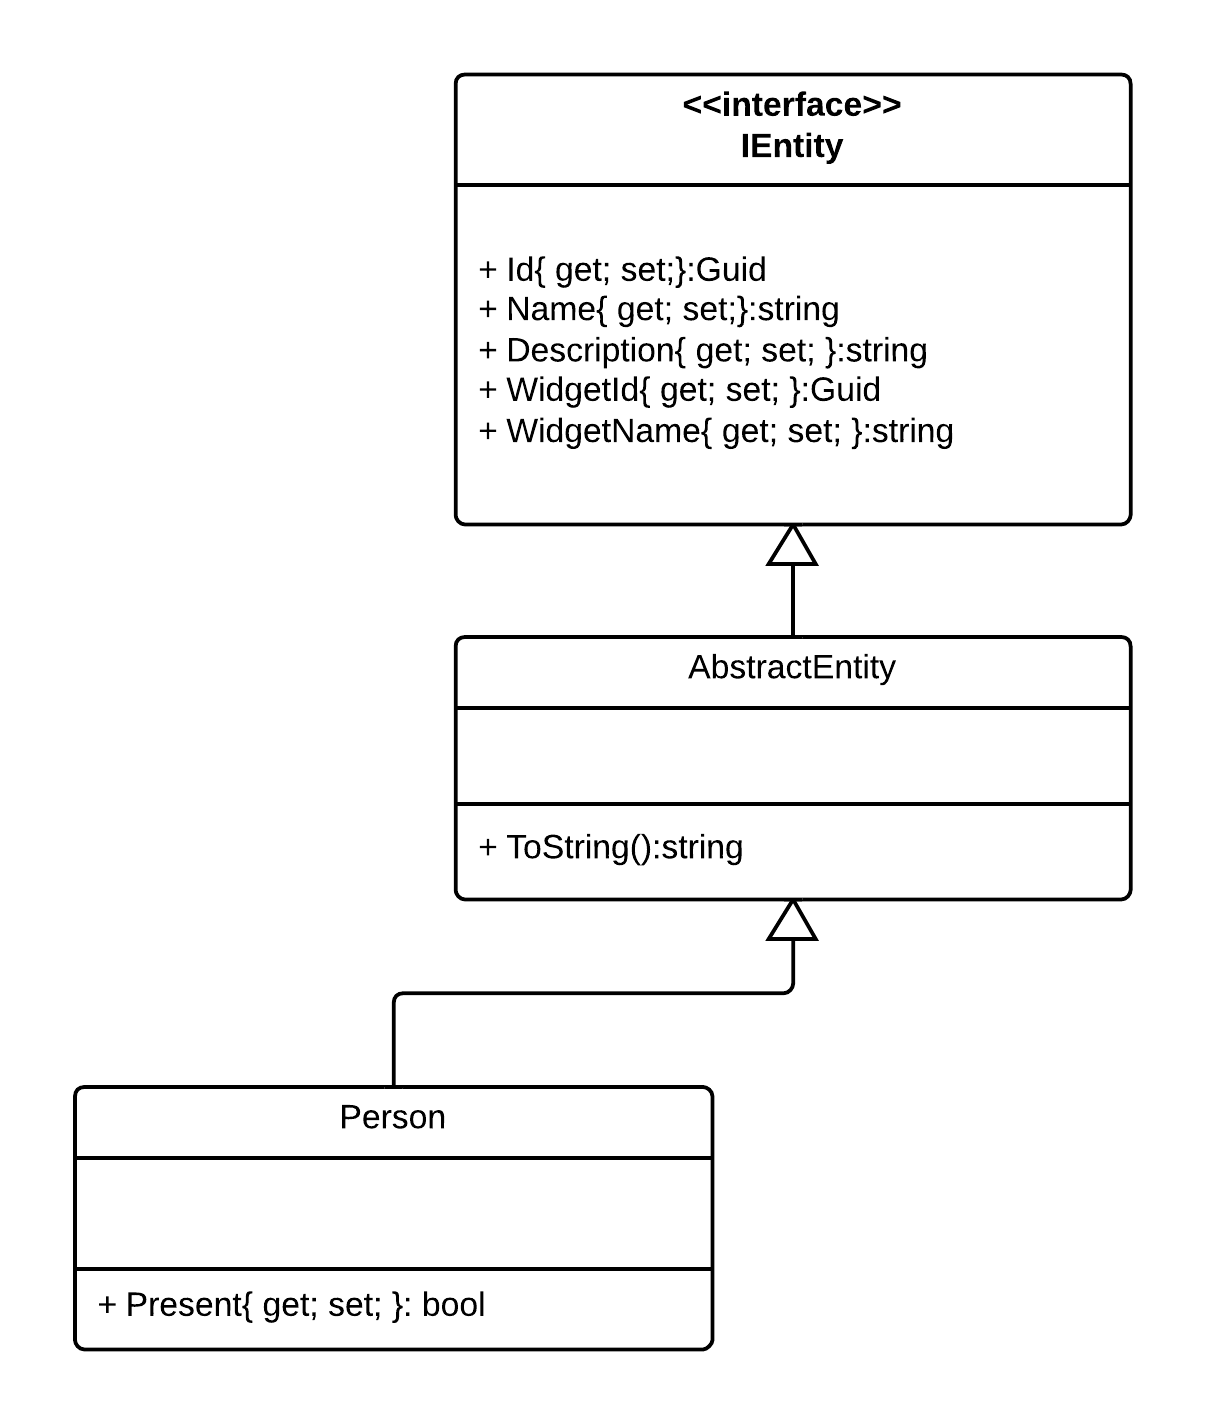 <<interface>>
IEntity
+ Id{ get; set;}:Guid
+ Name{ get; set;}:string
+ Description{ get; set; }:string
+ WidgetId{ get; set; }:Guid
+ WidgetName{ get; set; }:string
AbstractEntity
+ ToString():string
Person
+ Present{ get; set; }: bool